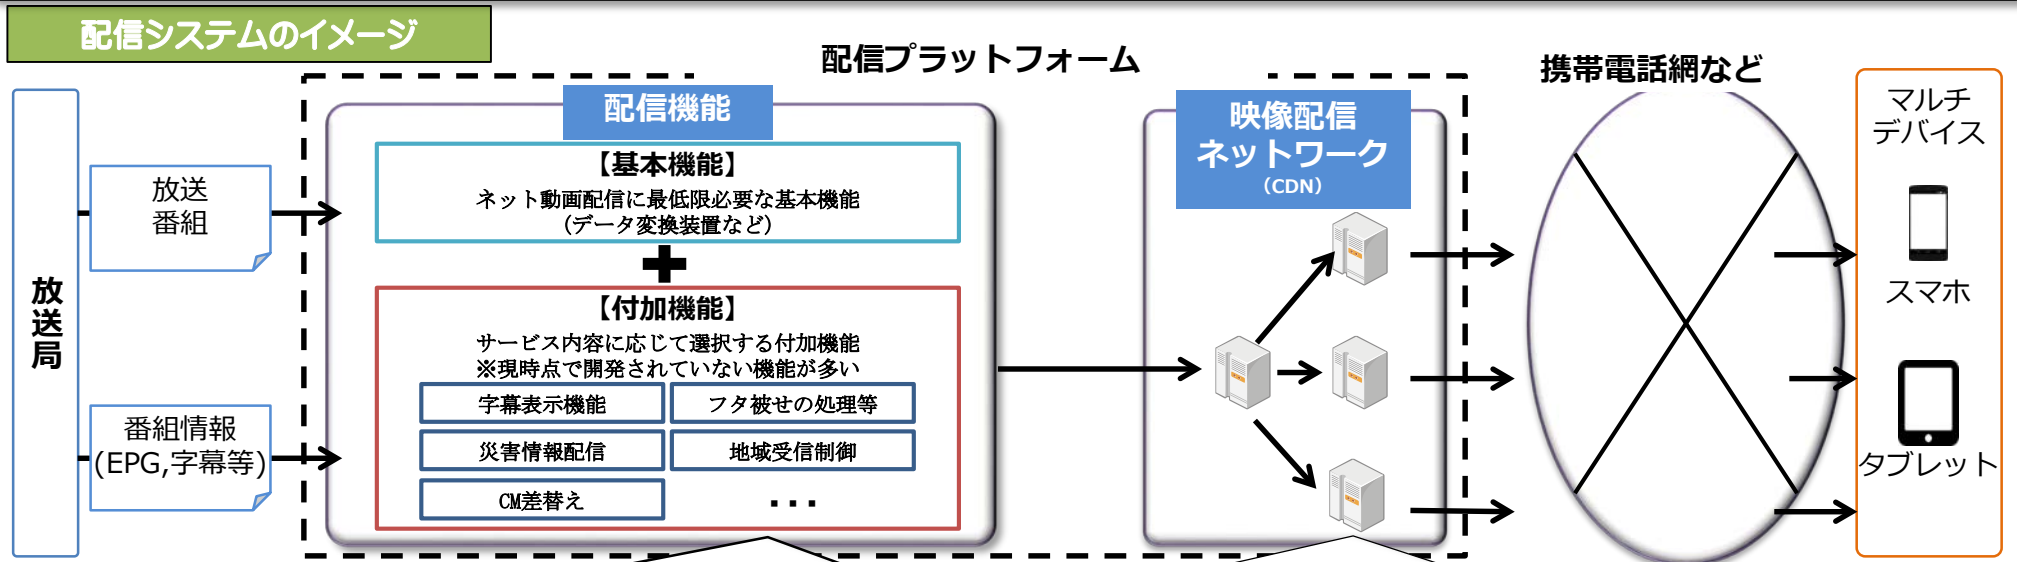 配信システムのイメージ
配信プラットフォーム
携帯電話網など
放送局
放送
番組
番組情報
(EPG,字幕等)
配信機能
【基本機能】
ネット動画配信に最低限必要な基本機能
(データ変換装置など)
+
【付加機能】
サービス内容に応じて選択する付加機能
※現時点で開発されていない機能が多い
字幕表示機能
フタ被せの処理等
災害情報配信
地域受信制御
CM差替え
・・・
映像配信
ネットワーク
(CDN)
マルチ
デバイス
スマホ
タブレット